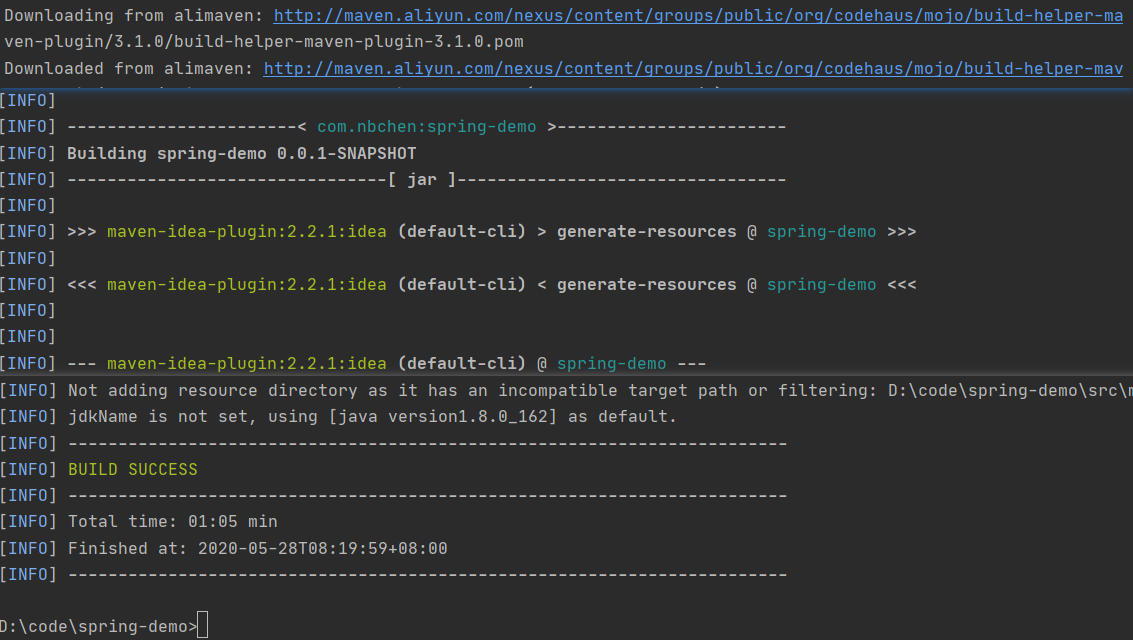 Downloading from alimaven: http://maven.aliyun.com/nexus/content/groups/public/org/codehaus/mojo/build-helper-ma
ven-plugin/3.1.0/build-helper-maven-plugin-3.1.0.pom
Downloaded from alimaven: http://maven.aliyun.com/nexus/content/groups/public/org/codehaus/mojo/build-helper-mav
[INFO]
[INFO] -----------------------< com.nbchen:spring-demo >-----------------------
[INFO] Building spring-demo 0.0.1-SNAPSHOT
[INFO] --------------------------------[ jar ]---------------------------------
[INFO]
[INFO] >>> maven-idea-plugin:2.2.1:idea (default-cli) > generate-resources @ spring-demo >>>
[INFO]
[INFO] <<< maven-idea-plugin:2.2.1:idea (default-cli) < generate-resources @ spring-demo <<<
[INFO]
[INFO]
[INFO] --- maven-idea-plugin:2.2.1:idea (default-cli) @ spring-demo ---
[INFO] Not adding resource directory as it has an incompatible target path or filtering: D:\code\spring-demo\src\m
[INFO] jdkName is not set, using [java version1.8.0_162] as default.
[INFO] ------------------------------------------------------------------------
[INFO] BUILD SUCCESS
[INFO] ------------------------------------------------------------------------
[INFO] Total time: 01:05 min
[INFO] Finished at: 2020-05-28T08:19:59+08:00
[INFO] ------------------------------------------------------------------------
D:\code\spring-demo>